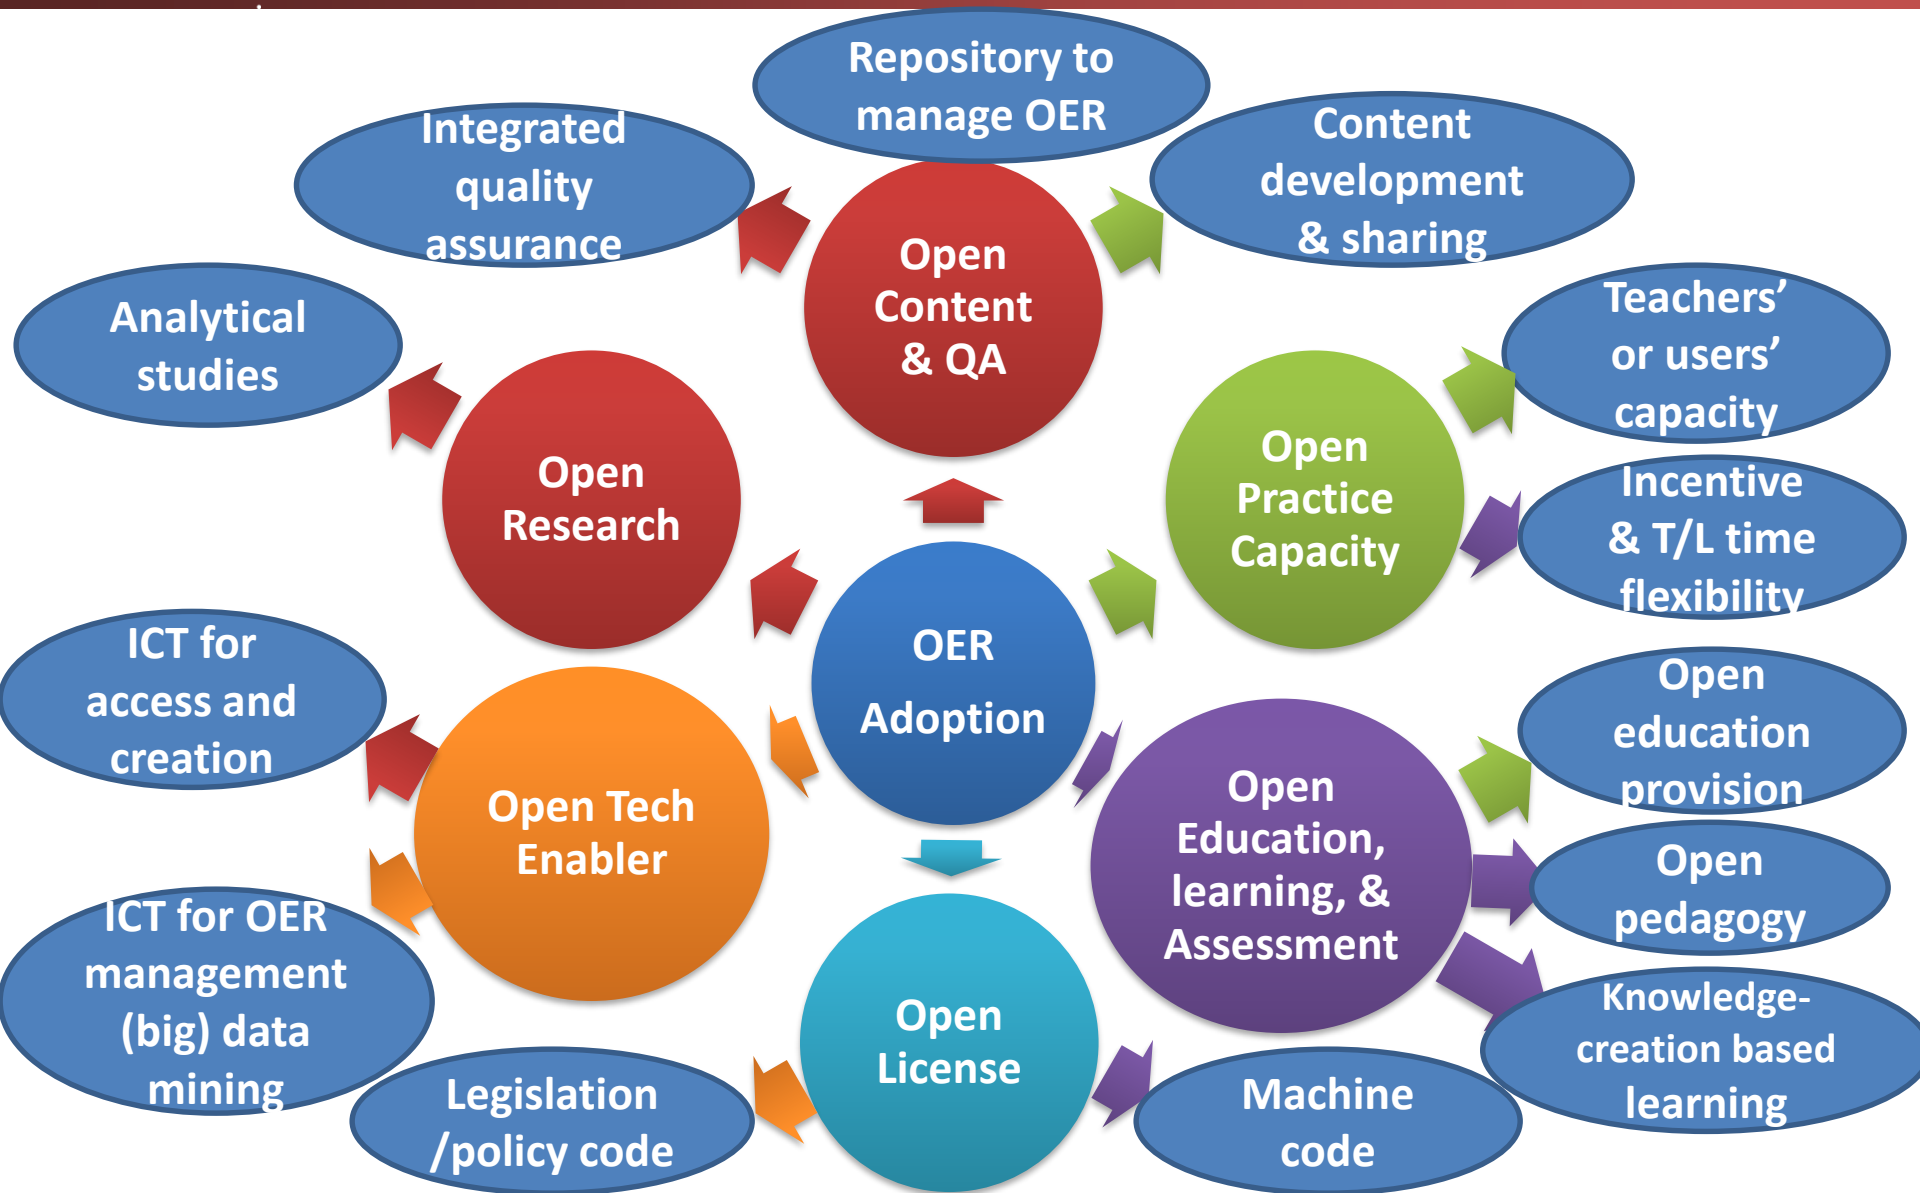 Repository to
manage OER
Integrated
quality
assurance
Content
development
& sharing
Analytical
studies
Open
Content
& QA
Teachers’
or users’
capacity
Open
Research
Open
Practice
Capacity
Incentive
& T/L time
flexibility
ICT for
access and
creation
OER
Adoption
Open
education
provision
Open Tech
Enabler
Open
Education,
learning, &
Assessment
Open
pedagogy
ICT for OER
management
(big) data
mining
Open
License
Knowledge-
creation based
learning
Legislation
/policy code
Machine
code